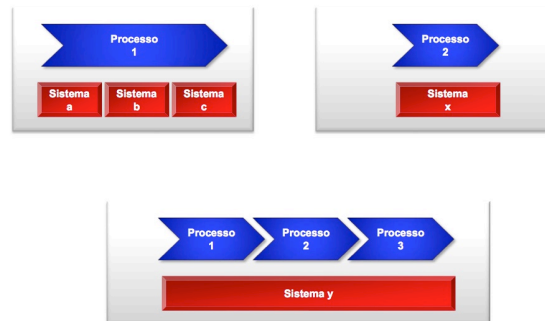 Processo
1
Sistema
a
Sistema
b
Sistema
c
Processo
2
Sistema
x
Processo
1
Processo
2
Processo
3
Sistema y